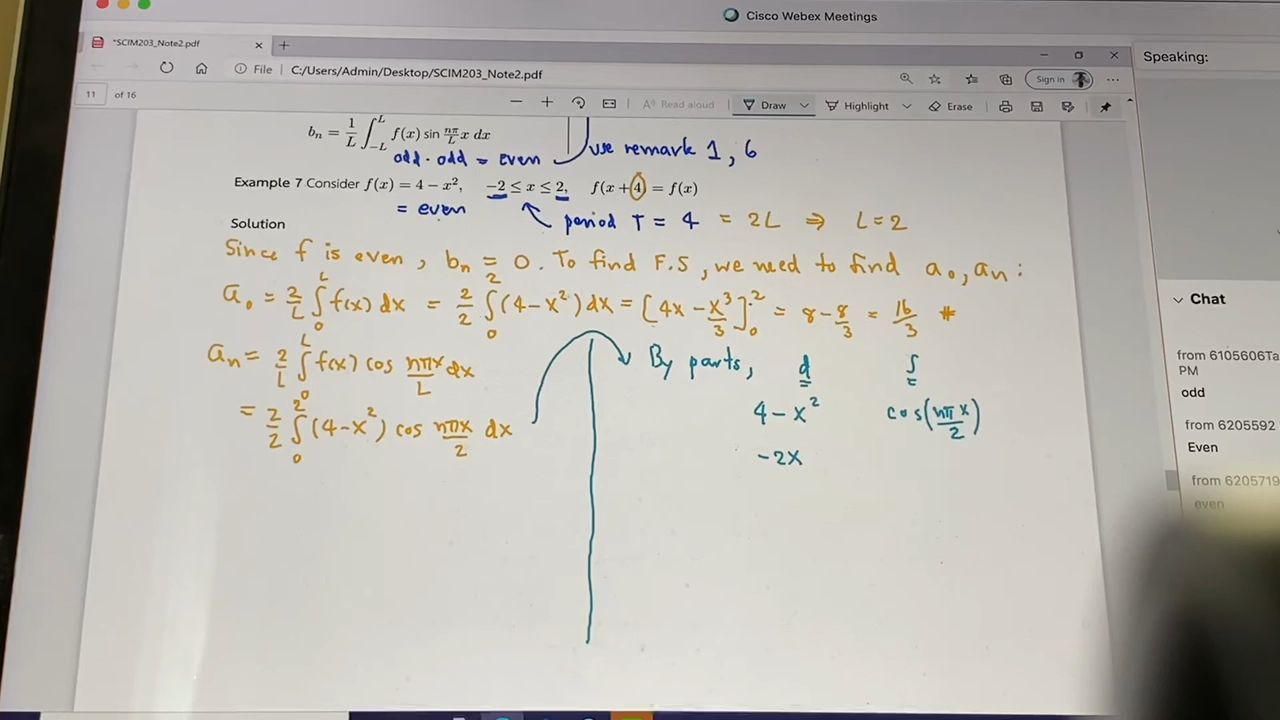 Cisco Webex Meetings
*SCIM203_Note2.pdf
Speaking:
File | C:/Users/Admin/Desktop/SCIM203_Note2.pdf
Sign in
11 of 16
Read aloud
Draw
Highlight
Erase
b_n = 1/L ∫_{-L}^{L} f(x) sin nπ/L x dx
use remark 1, 6
odd · odd = even
Example 7 Consider f(x) = 4 − x², −2 ≤ x ≤ 2, f(x + 4) = f(x)
= even
period T = 4 = 2L ⇒ L = 2
Solution
Since f is even, b_n = 0. To find F.S, we need to find a_0, a_n :
a_0 = 2/L ∫_0^L f(x) dx = 2/2 ∫_0^2 (4 − x²) dx = [4x − x³/3]_0^2 = 8 − 8/3 = 16/3 #
a_n = 2/L ∫_0^L f(x) cos nπx/L dx
= 2/2 ∫_0^2 (4 − x²) cos nπx/2 dx
By parts, d ∫
4 − x² cos(nπx/2)
−2x
Chat
from 6105606Ta
PM
odd
from 6205592
Even
from 6205719
even